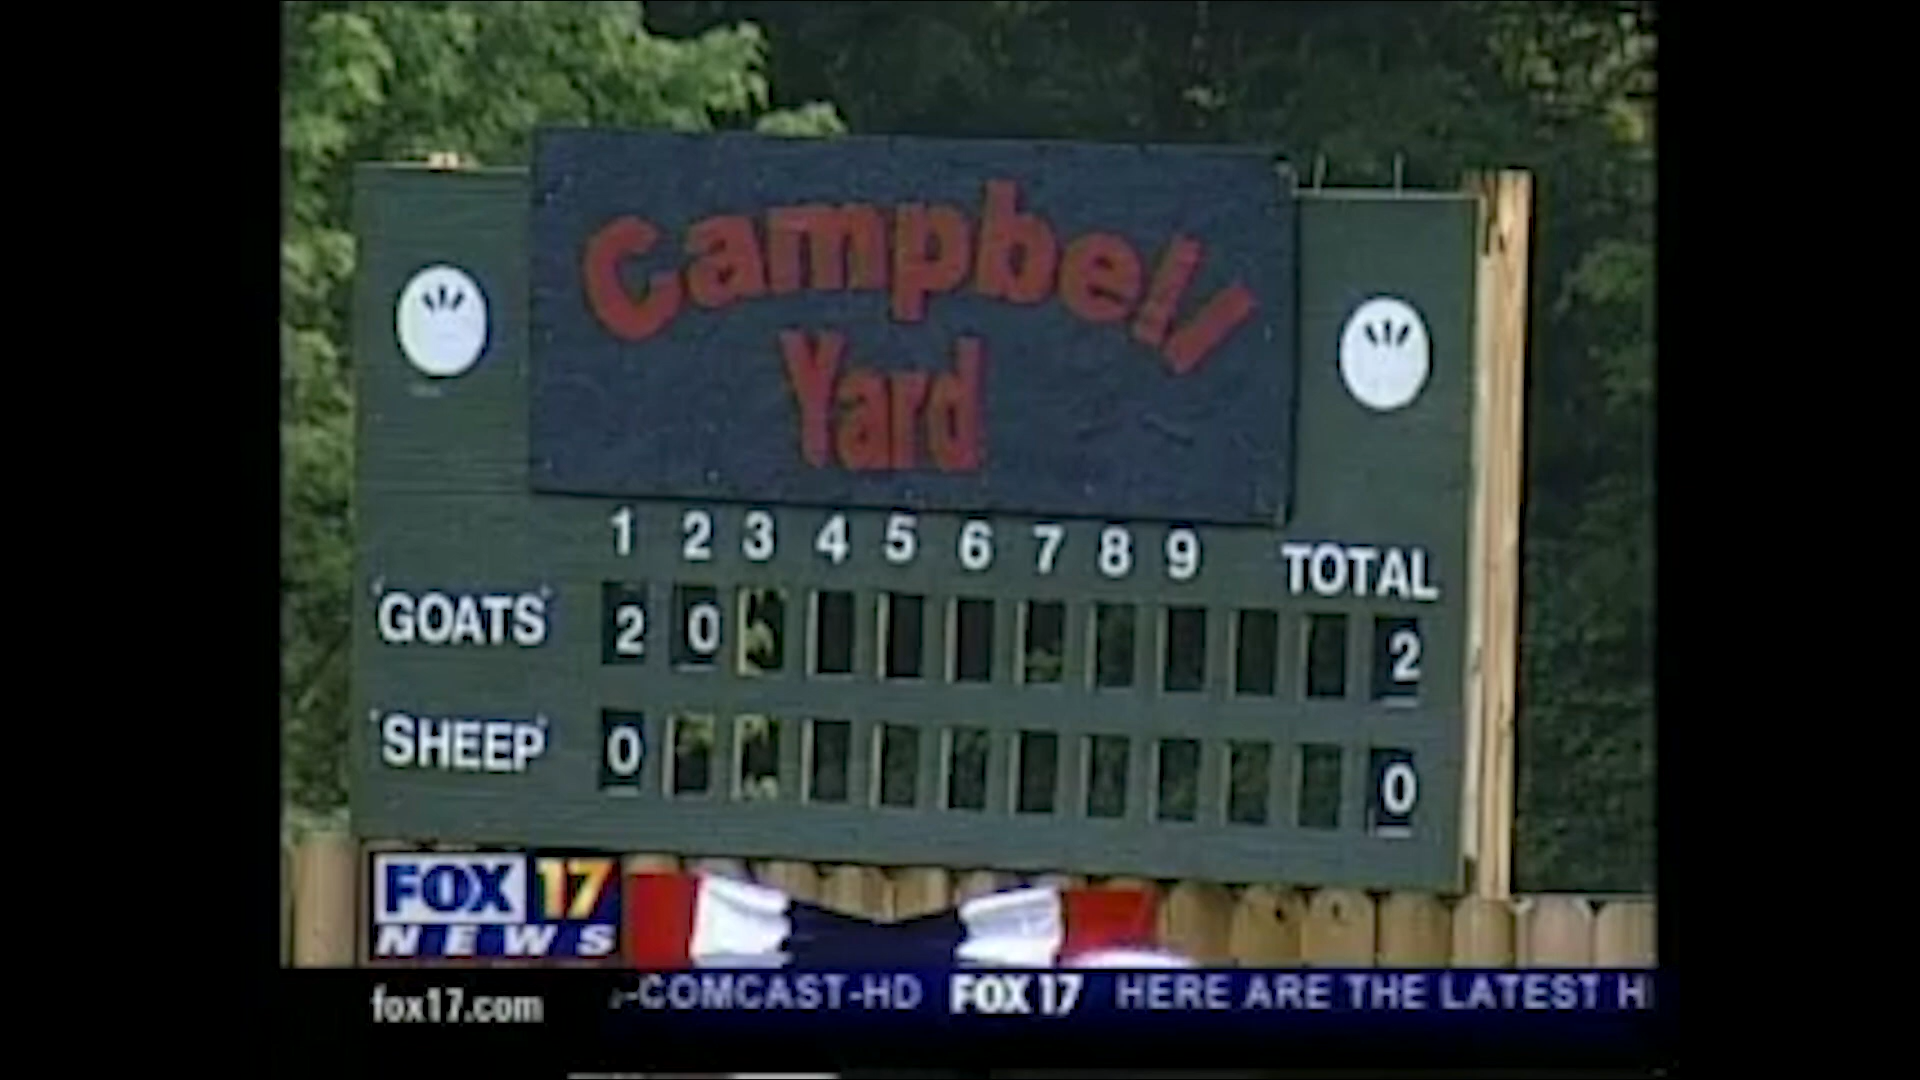 Campbell
Yard
1 2 3 4 5 6 7 8 9 TOTAL
'GOATS' 2 0 2
'SHEEP' 0 0
FOX 17
NEWS
fox17.com -COMCAST-HD FOX 17 HERE ARE THE LATEST H